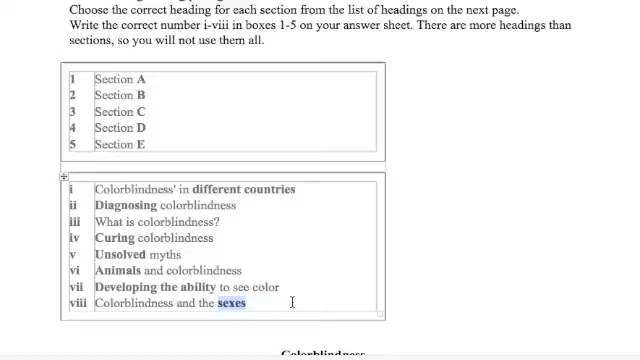 Choose the correct heading for each section from the list of headings on the next page.
Write the correct number i-viii in boxes 1-5 on your answer sheet. There are more headings than
sections, so you will not use them all.
1 Section A
2 Section B
3 Section C
4 Section D
5 Section E
i Colorblindness' in different countries
ii Diagnosing colorblindness
iii What is colorblindness?
iv Curing colorblindness
v Unsolved myths
vi Animals and colorblindness
vii Developing the ability to see color
viii Colorblindness and the sexes
Colorblindness